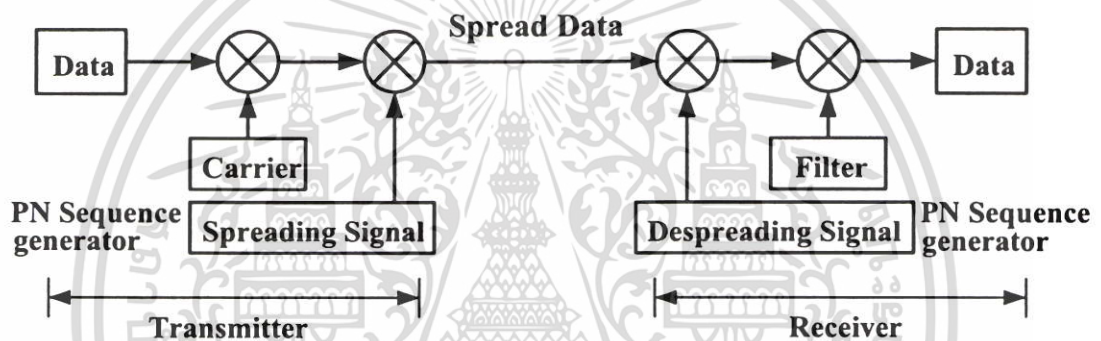 Spread Data
Data
Data
Carrier
Filter
PN Sequence
generator
Spreading Signal
Despreading Signal
PN Sequence
generator
Transmitter
Receiver